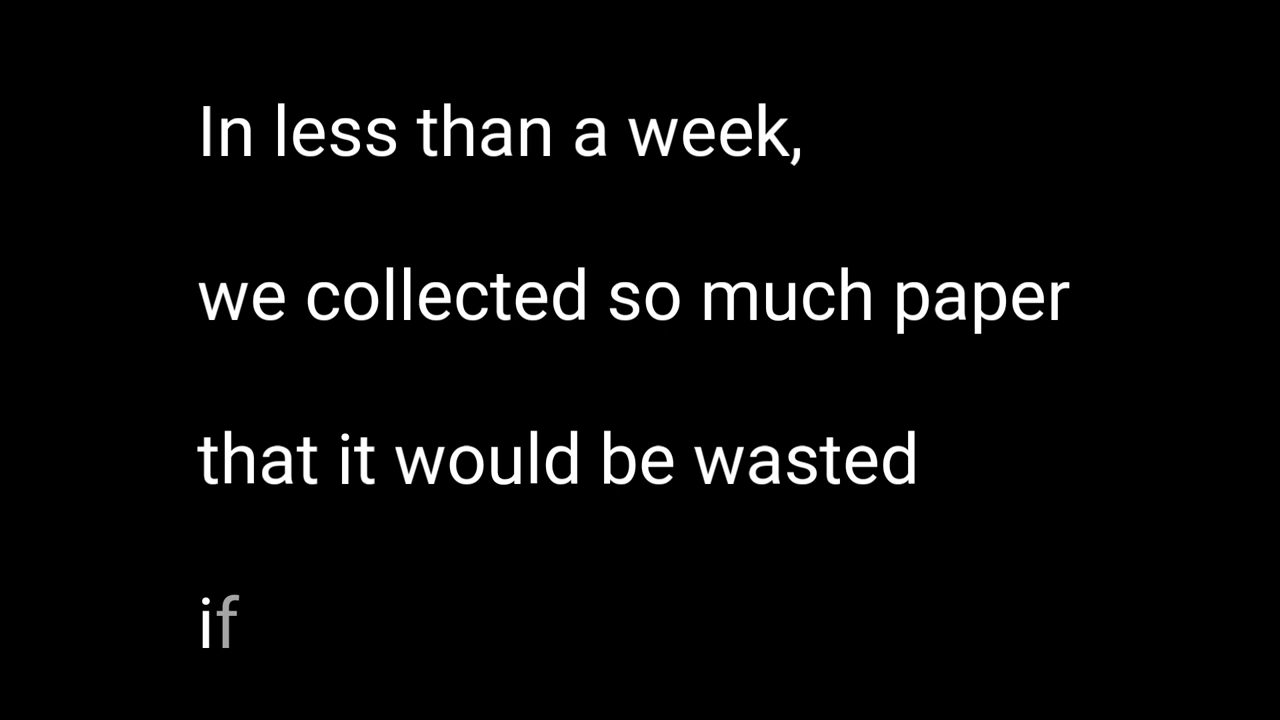 In less than a week,
we collected so much paper
that it would be wasted
if